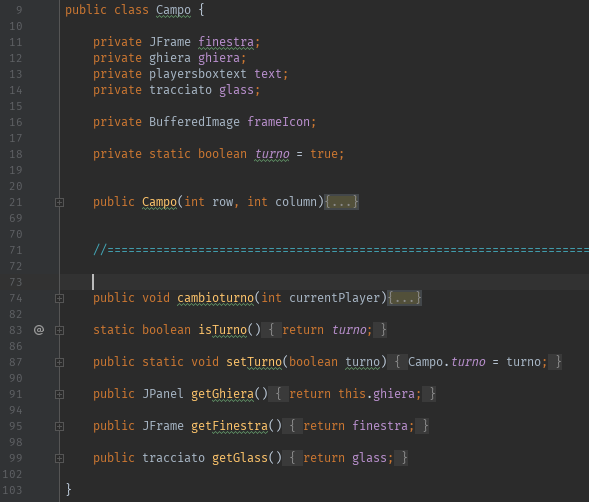 9 public class Campo {
10
11 private JFrame finestra;
12 private ghiera ghiera;
13 private playersboxtext text;
14 private tracciato glass;
15
16 private BufferedImage frameIcon;
17
18 private static boolean turno = true;
19
20
21 public Campo(int row, int column){...}
69
70
71 //=====================================================================
72
73
74 public void cambioturno(int currentPlayer){...}
82
83 @ static boolean isTurno() { return turno; }
86
87 public static void setTurno(boolean turno) { Campo.turno = turno; }
90
91 public JPanel getGhiera() { return this.ghiera; }
94
95 public JFrame getFinestra() { return finestra; }
98
99 public tracciato getGlass() { return glass; }
102
103 }